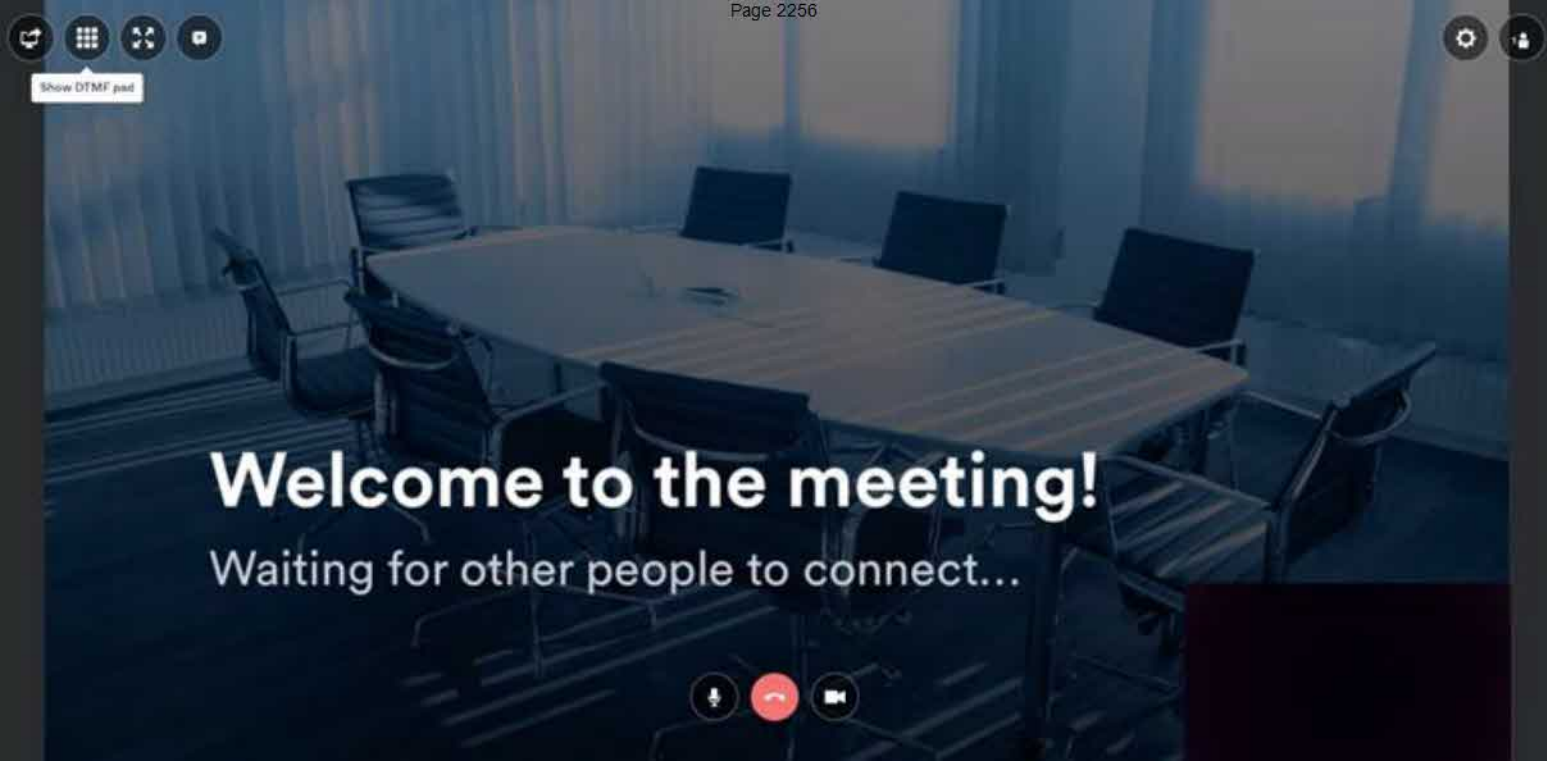 Page 2256
Show DTMF pad
Welcome to the meeting!
Waiting for other people to connect...